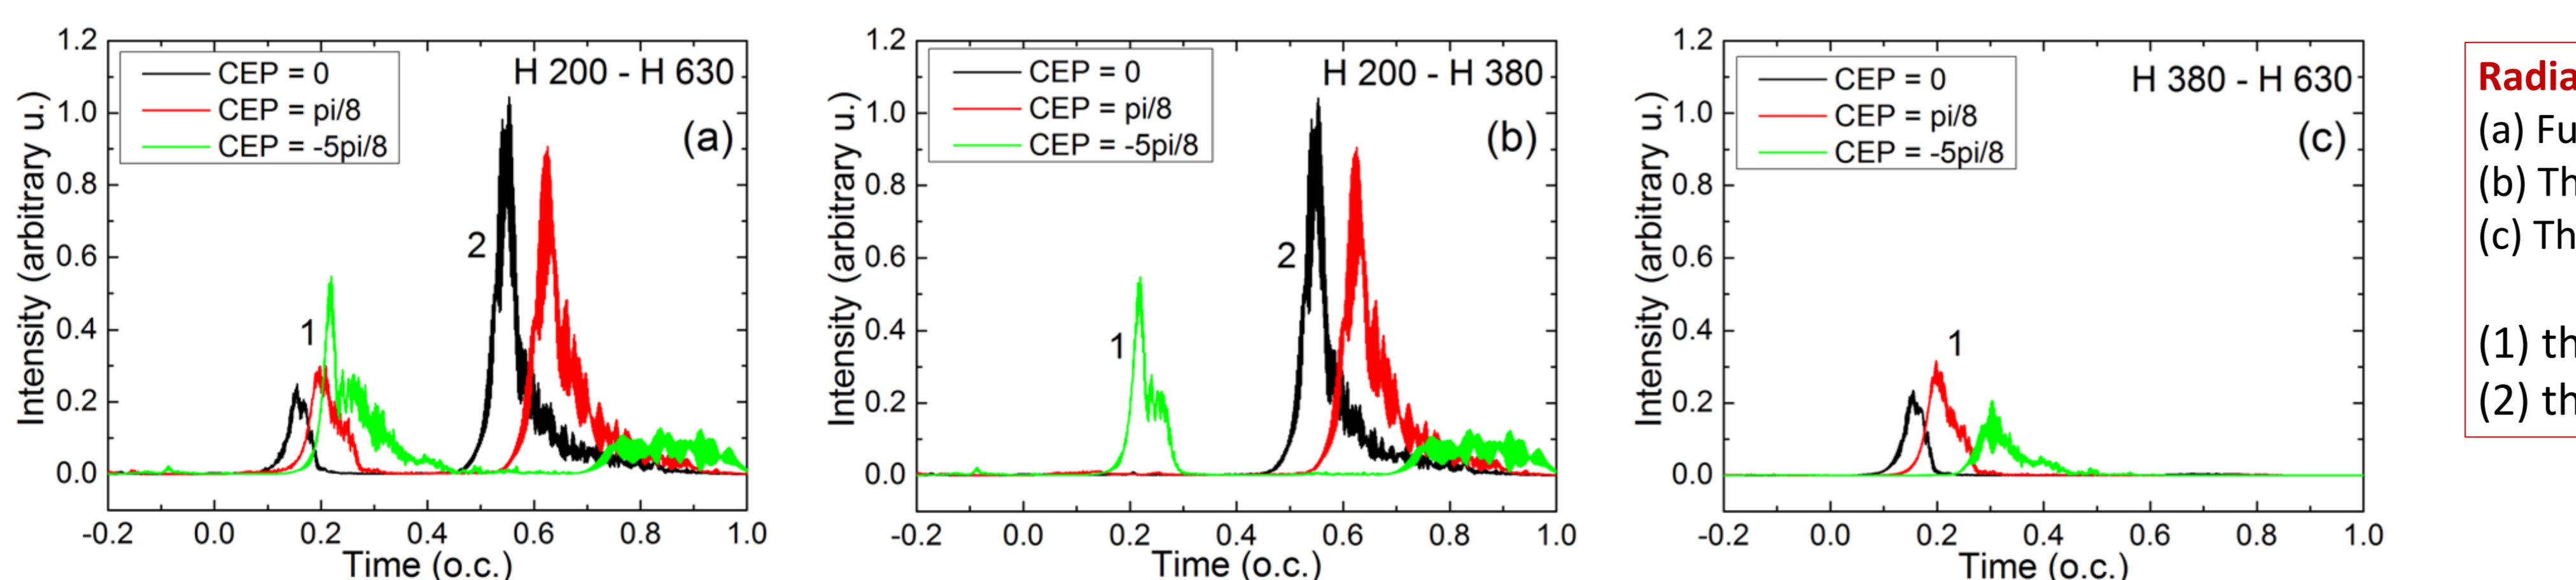 1.2
1.0
0.8
0.6
0.4
0.2
0.0
Intensity (arbitrary u.)
CEP = 0
CEP = pi/8
CEP = -5pi/8
H 200 - H 630
(a)
1
2
-0.2 0.0 0.2 0.4 0.6 0.8 1.0
Time (o.c.)
1.2
1.0
0.8
0.6
0.4
0.2
0.0
Intensity (arbitrary u.)
CEP = 0
CEP = pi/8
CEP = -5pi/8
H 200 - H 380
(b)
1
2
-0.2 0.0 0.2 0.4 0.6 0.8 1.0
Time (o.c.)
1.2
1.0
0.8
0.6
0.4
0.2
0.0
Intensity (arbitrary u.)
CEP = 0
CEP = pi/8
CEP = -5pi/8
H 380 - H 630
(c)
1
-0.2 0.0 0.2 0.4 0.6 0.8 1.0
Time (o.c.)
(a)
(b)
(c)
(1)
(2)